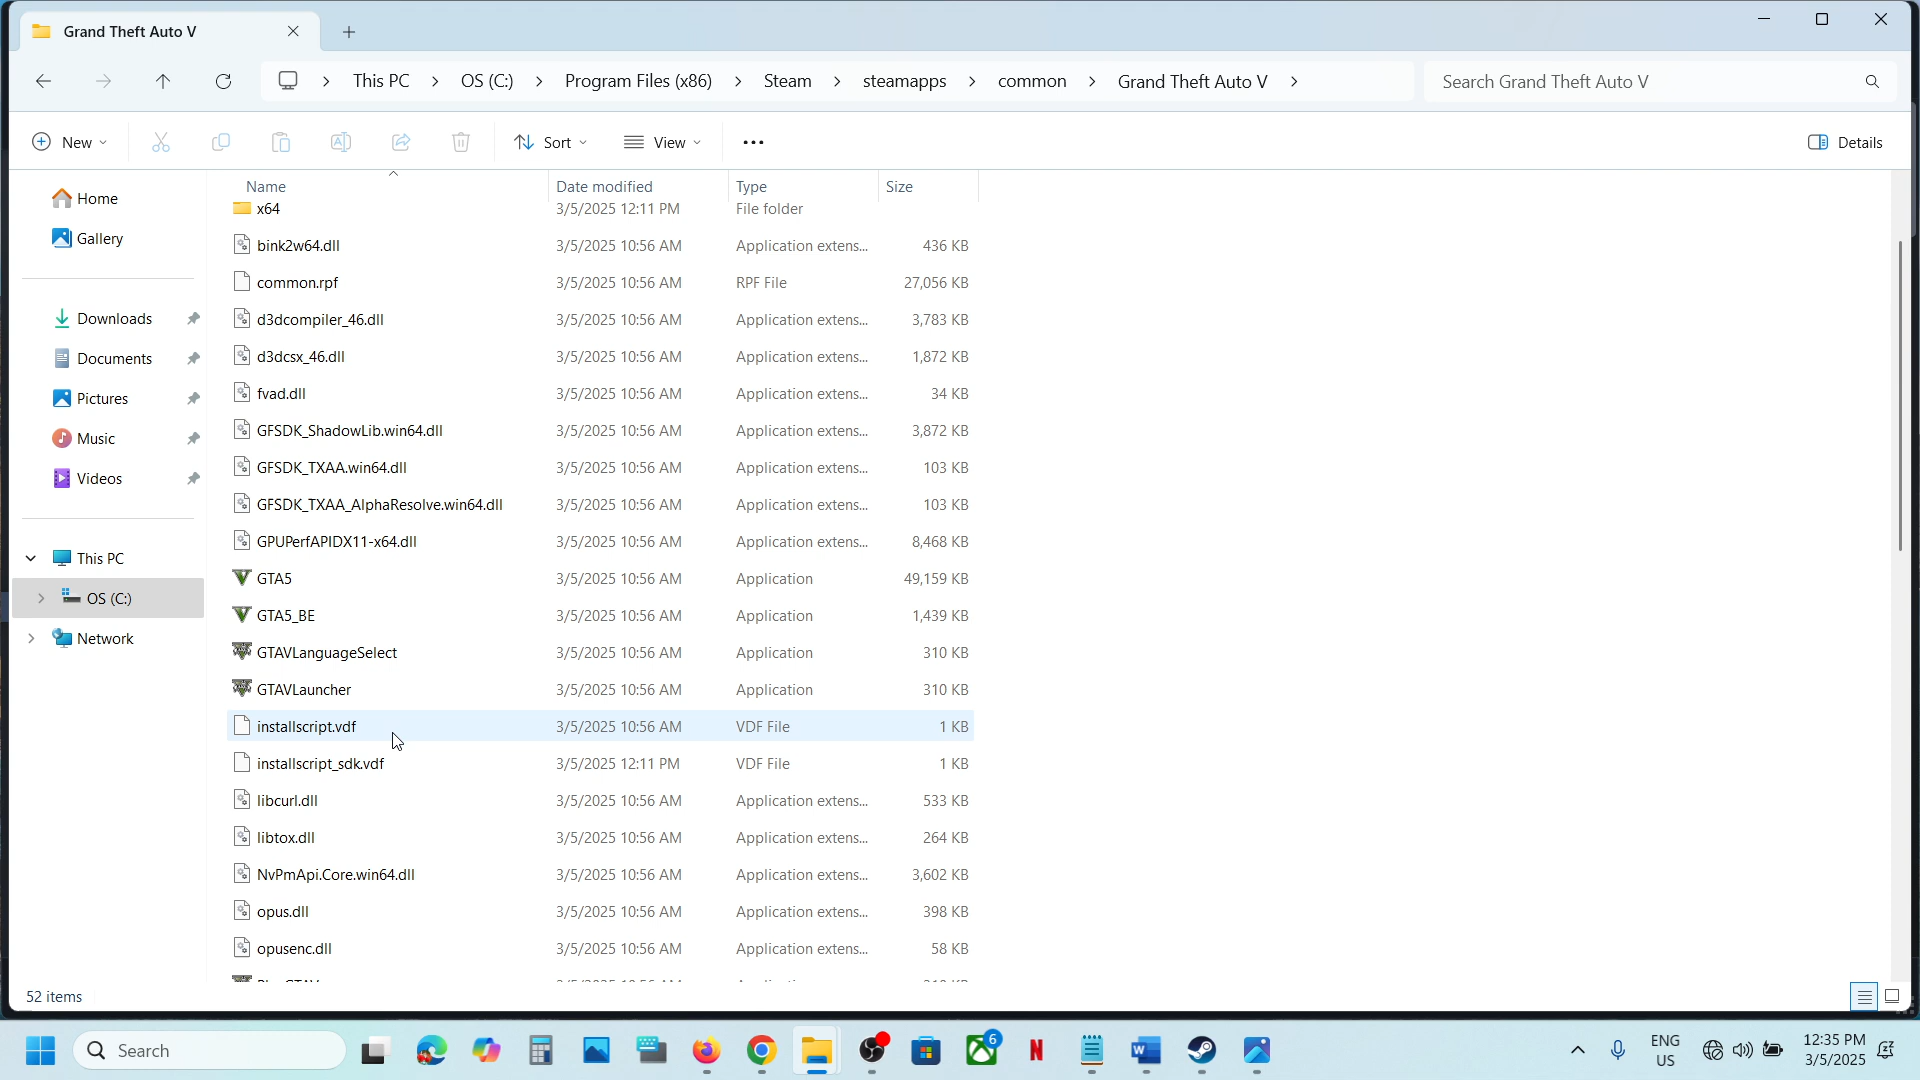 Grand Theft Auto V
This PC > OS (C:) > Program Files (x86) > Steam > steamapps > common > Grand Theft Auto V >
Search Grand Theft Auto V
New
Sort
View
Details
Home
Gallery
Downloads
Documents
Pictures
Music
Videos
This PC
OS (C:)
Network
Name Date modified Type Size
x64 3/5/2025 12:11 PM File folder
bink2w64.dll 3/5/2025 10:56 AM Application extens... 436 KB
common.rpf 3/5/2025 10:56 AM RPF File 27,056 KB
d3dcompiler_46.dll 3/5/2025 10:56 AM Application extens... 3,783 KB
d3dcsx_46.dll 3/5/2025 10:56 AM Application extens... 1,872 KB
fvad.dll 3/5/2025 10:56 AM Application extens... 34 KB
GFSDK_ShadowLib.win64.dll 3/5/2025 10:56 AM Application extens... 3,872 KB
GFSDK_TXAA.win64.dll 3/5/2025 10:56 AM Application extens... 103 KB
GFSDK_TXAA_AlphaResolve.win64.dll 3/5/2025 10:56 AM Application extens... 103 KB
GPUPerfAPIDX11-x64.dll 3/5/2025 10:56 AM Application extens... 8,468 KB
GTA5 3/5/2025 10:56 AM Application 49,159 KB
GTA5_BE 3/5/2025 10:56 AM Application 1,439 KB
GTAVLanguageSelect 3/5/2025 10:56 AM Application 310 KB
GTAVLauncher 3/5/2025 10:56 AM Application 310 KB
installscript.vdf 3/5/2025 10:56 AM VDF File 1 KB
installscript_sdk.vdf 3/5/2025 12:11 PM VDF File 1 KB
libcurl.dll 3/5/2025 10:56 AM Application extens... 533 KB
libtox.dll 3/5/2025 10:56 AM Application extens... 264 KB
NvPmApi.Core.win64.dll 3/5/2025 10:56 AM Application extens... 3,602 KB
opus.dll 3/5/2025 10:56 AM Application extens... 398 KB
opusenc.dll 3/5/2025 10:56 AM Application extens... 58 KB
52 items
Search
6
ENG
US
12:35 PM
3/5/2025